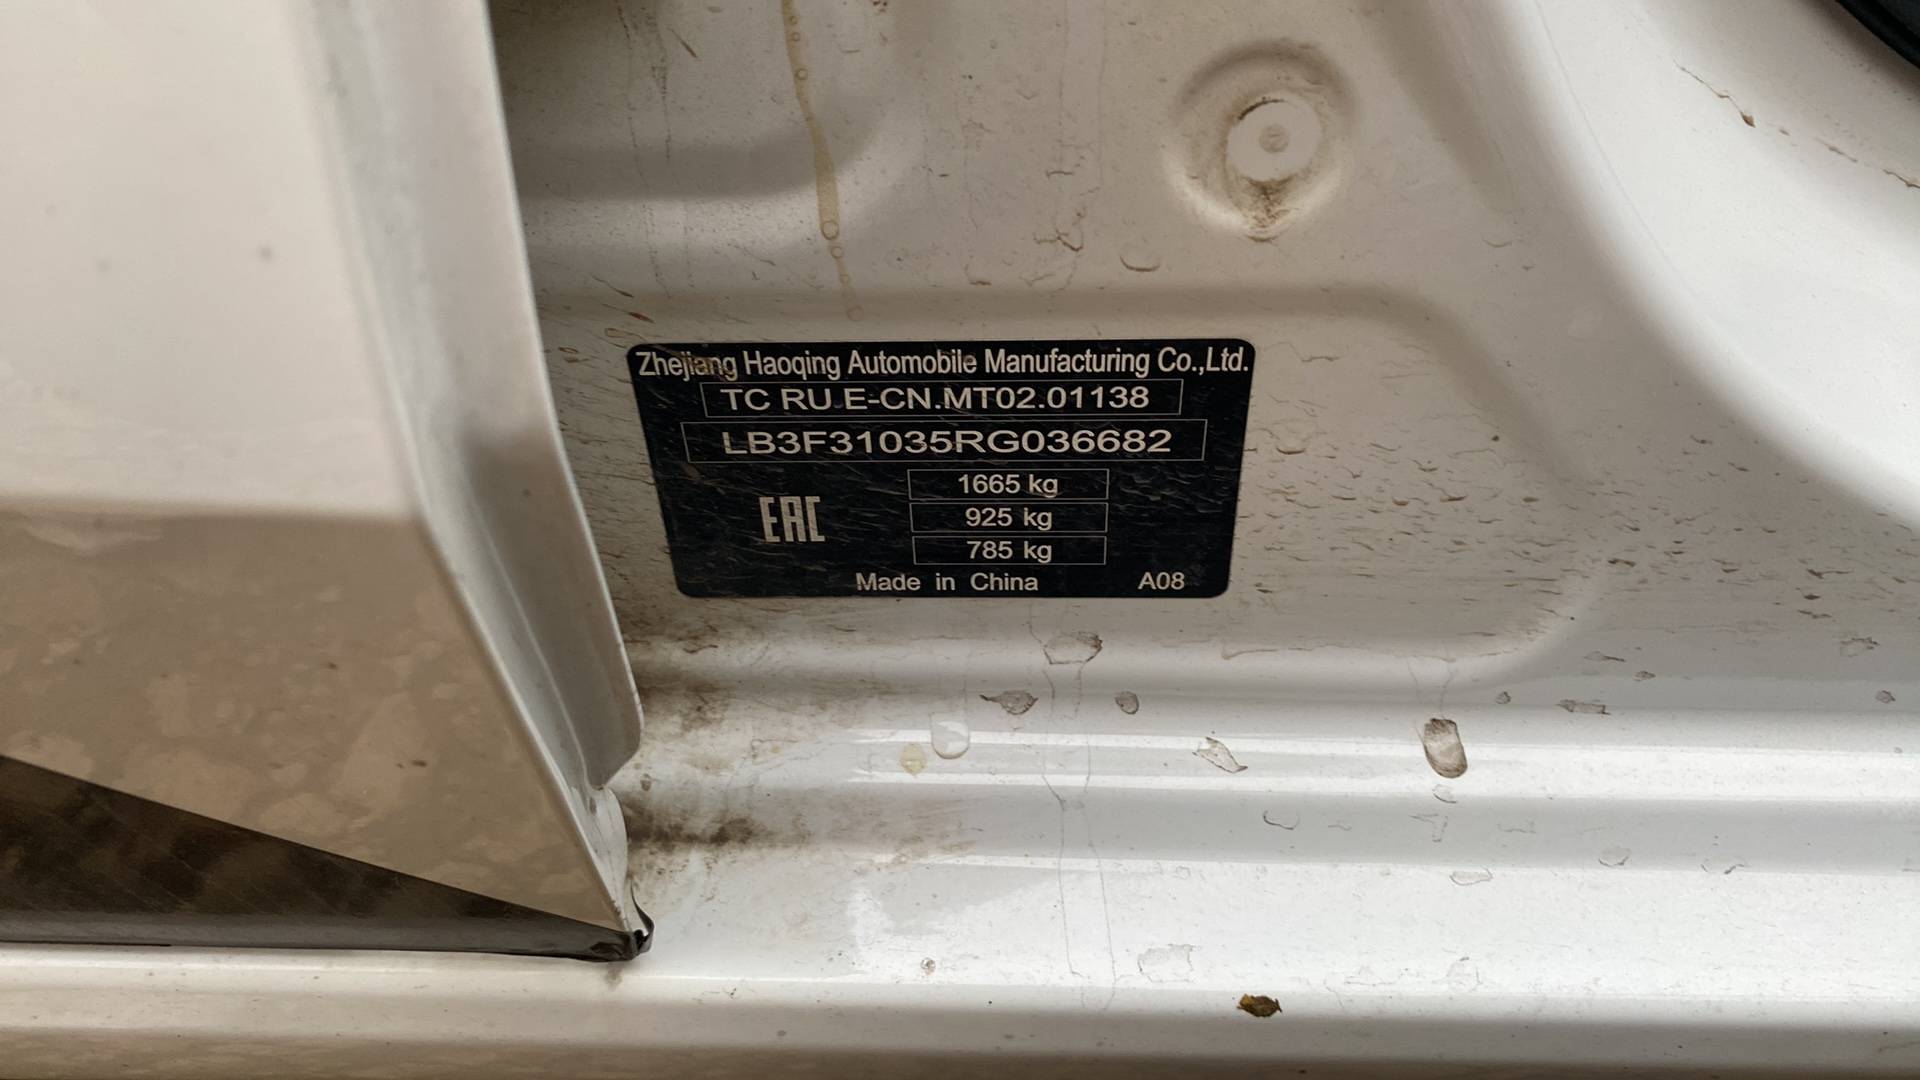 Zhejiang Haoqing Automobile Manufacturing Co.,Ltd.
TC RU E-CN.MT02.01138
LB3F31035RG036682
1665 kg
EAC
925 kg
785 kg
Made in China A08